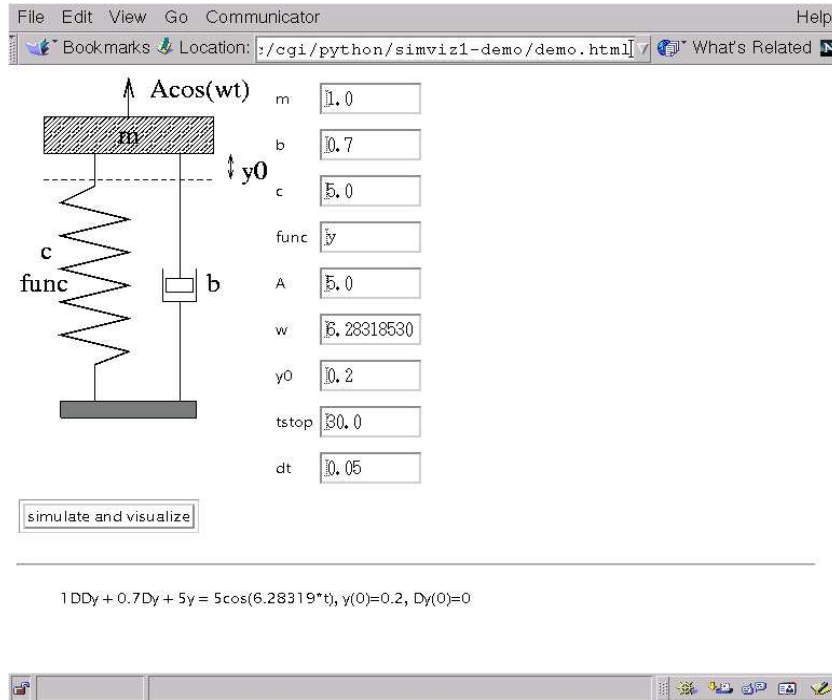 File Edit View Go Communicator Help
Bookmarks Location: :/cgi/python/simviz1-demo/demo.html What's Related
Acos(wt)
m
y0
c
func
b
m 1.0
b 0.7
c 5.0
func y
A 5.0
w 6.28318530
y0 0.2
tstop 30.0
dt 0.05
simulate and visualize
1DDy + 0.7Dy + 5y = 5cos(6.28319*t), y(0)=0.2, Dy(0)=0